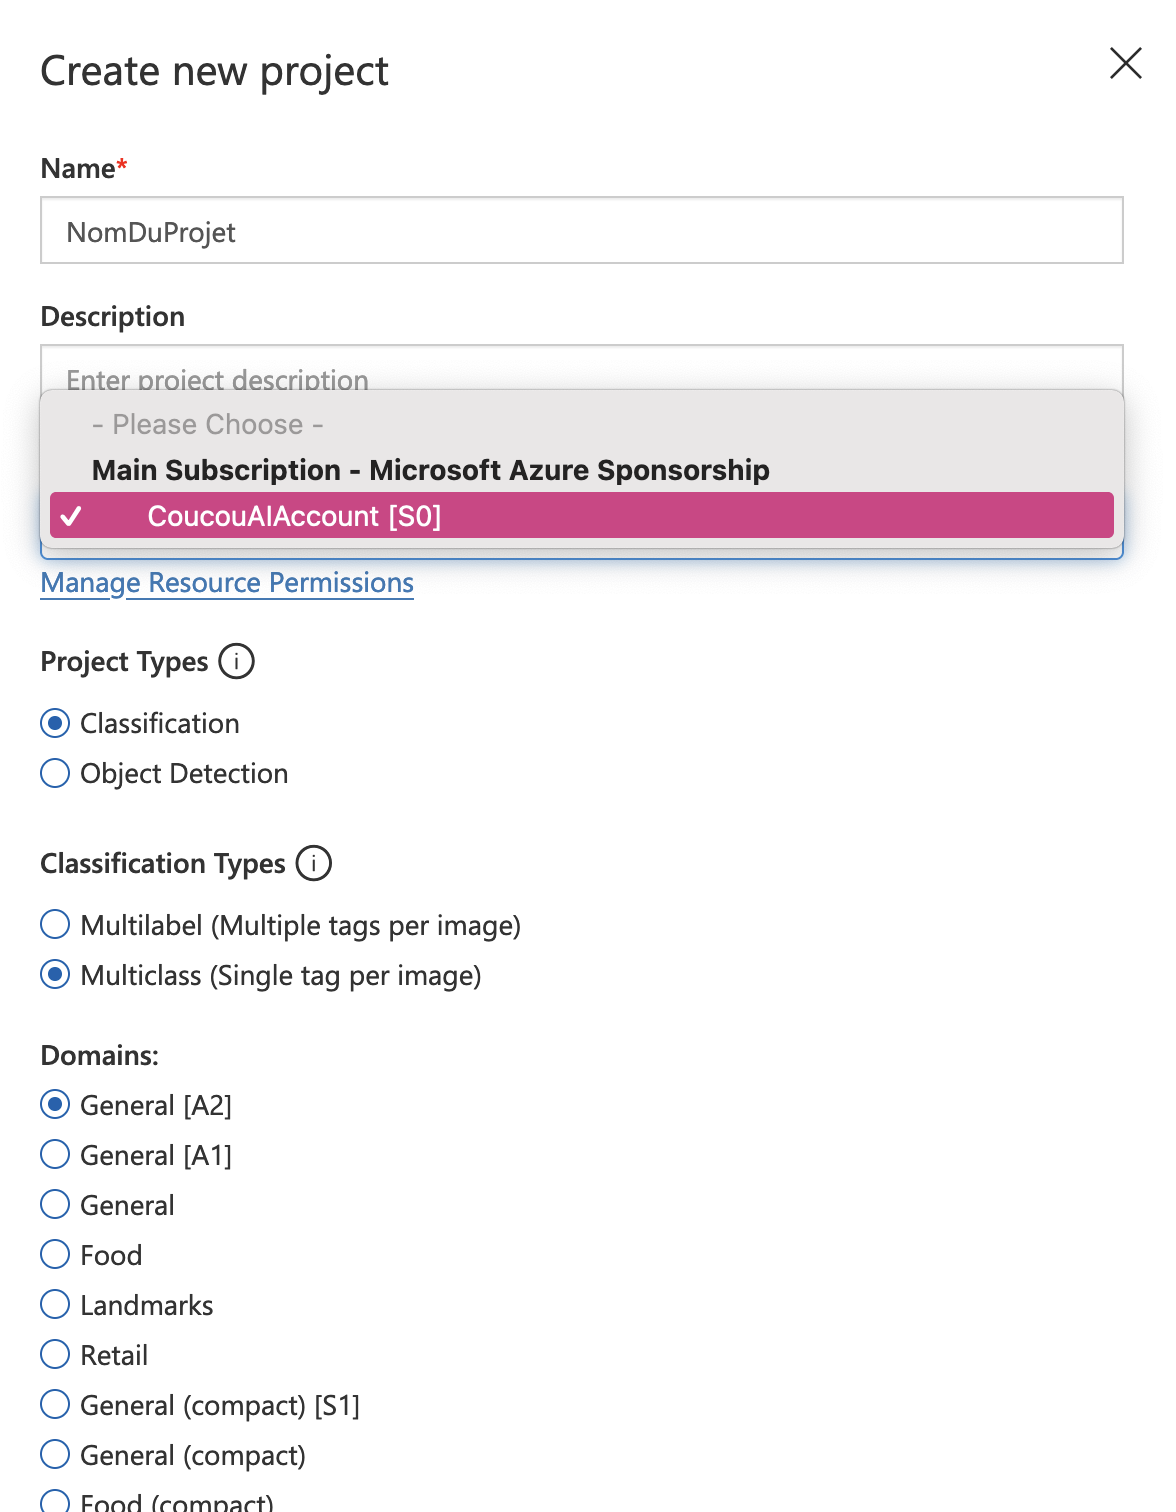 Create new project
Name*
NomDuProjet
Description
Enter project description
- Please Choose -
Main Subscription - Microsoft Azure Sponsorship
CoucouAIAccount [S0]
Manage Resource Permissions
Project Types
Classification
Object Detection
Classification Types
Multilabel (Multiple tags per image)
Multiclass (Single tag per image)
Domains:
General [A2]
General [A1]
General
Food
Landmarks
Retail
General (compact) [S1]
General (compact)
Food (compact)